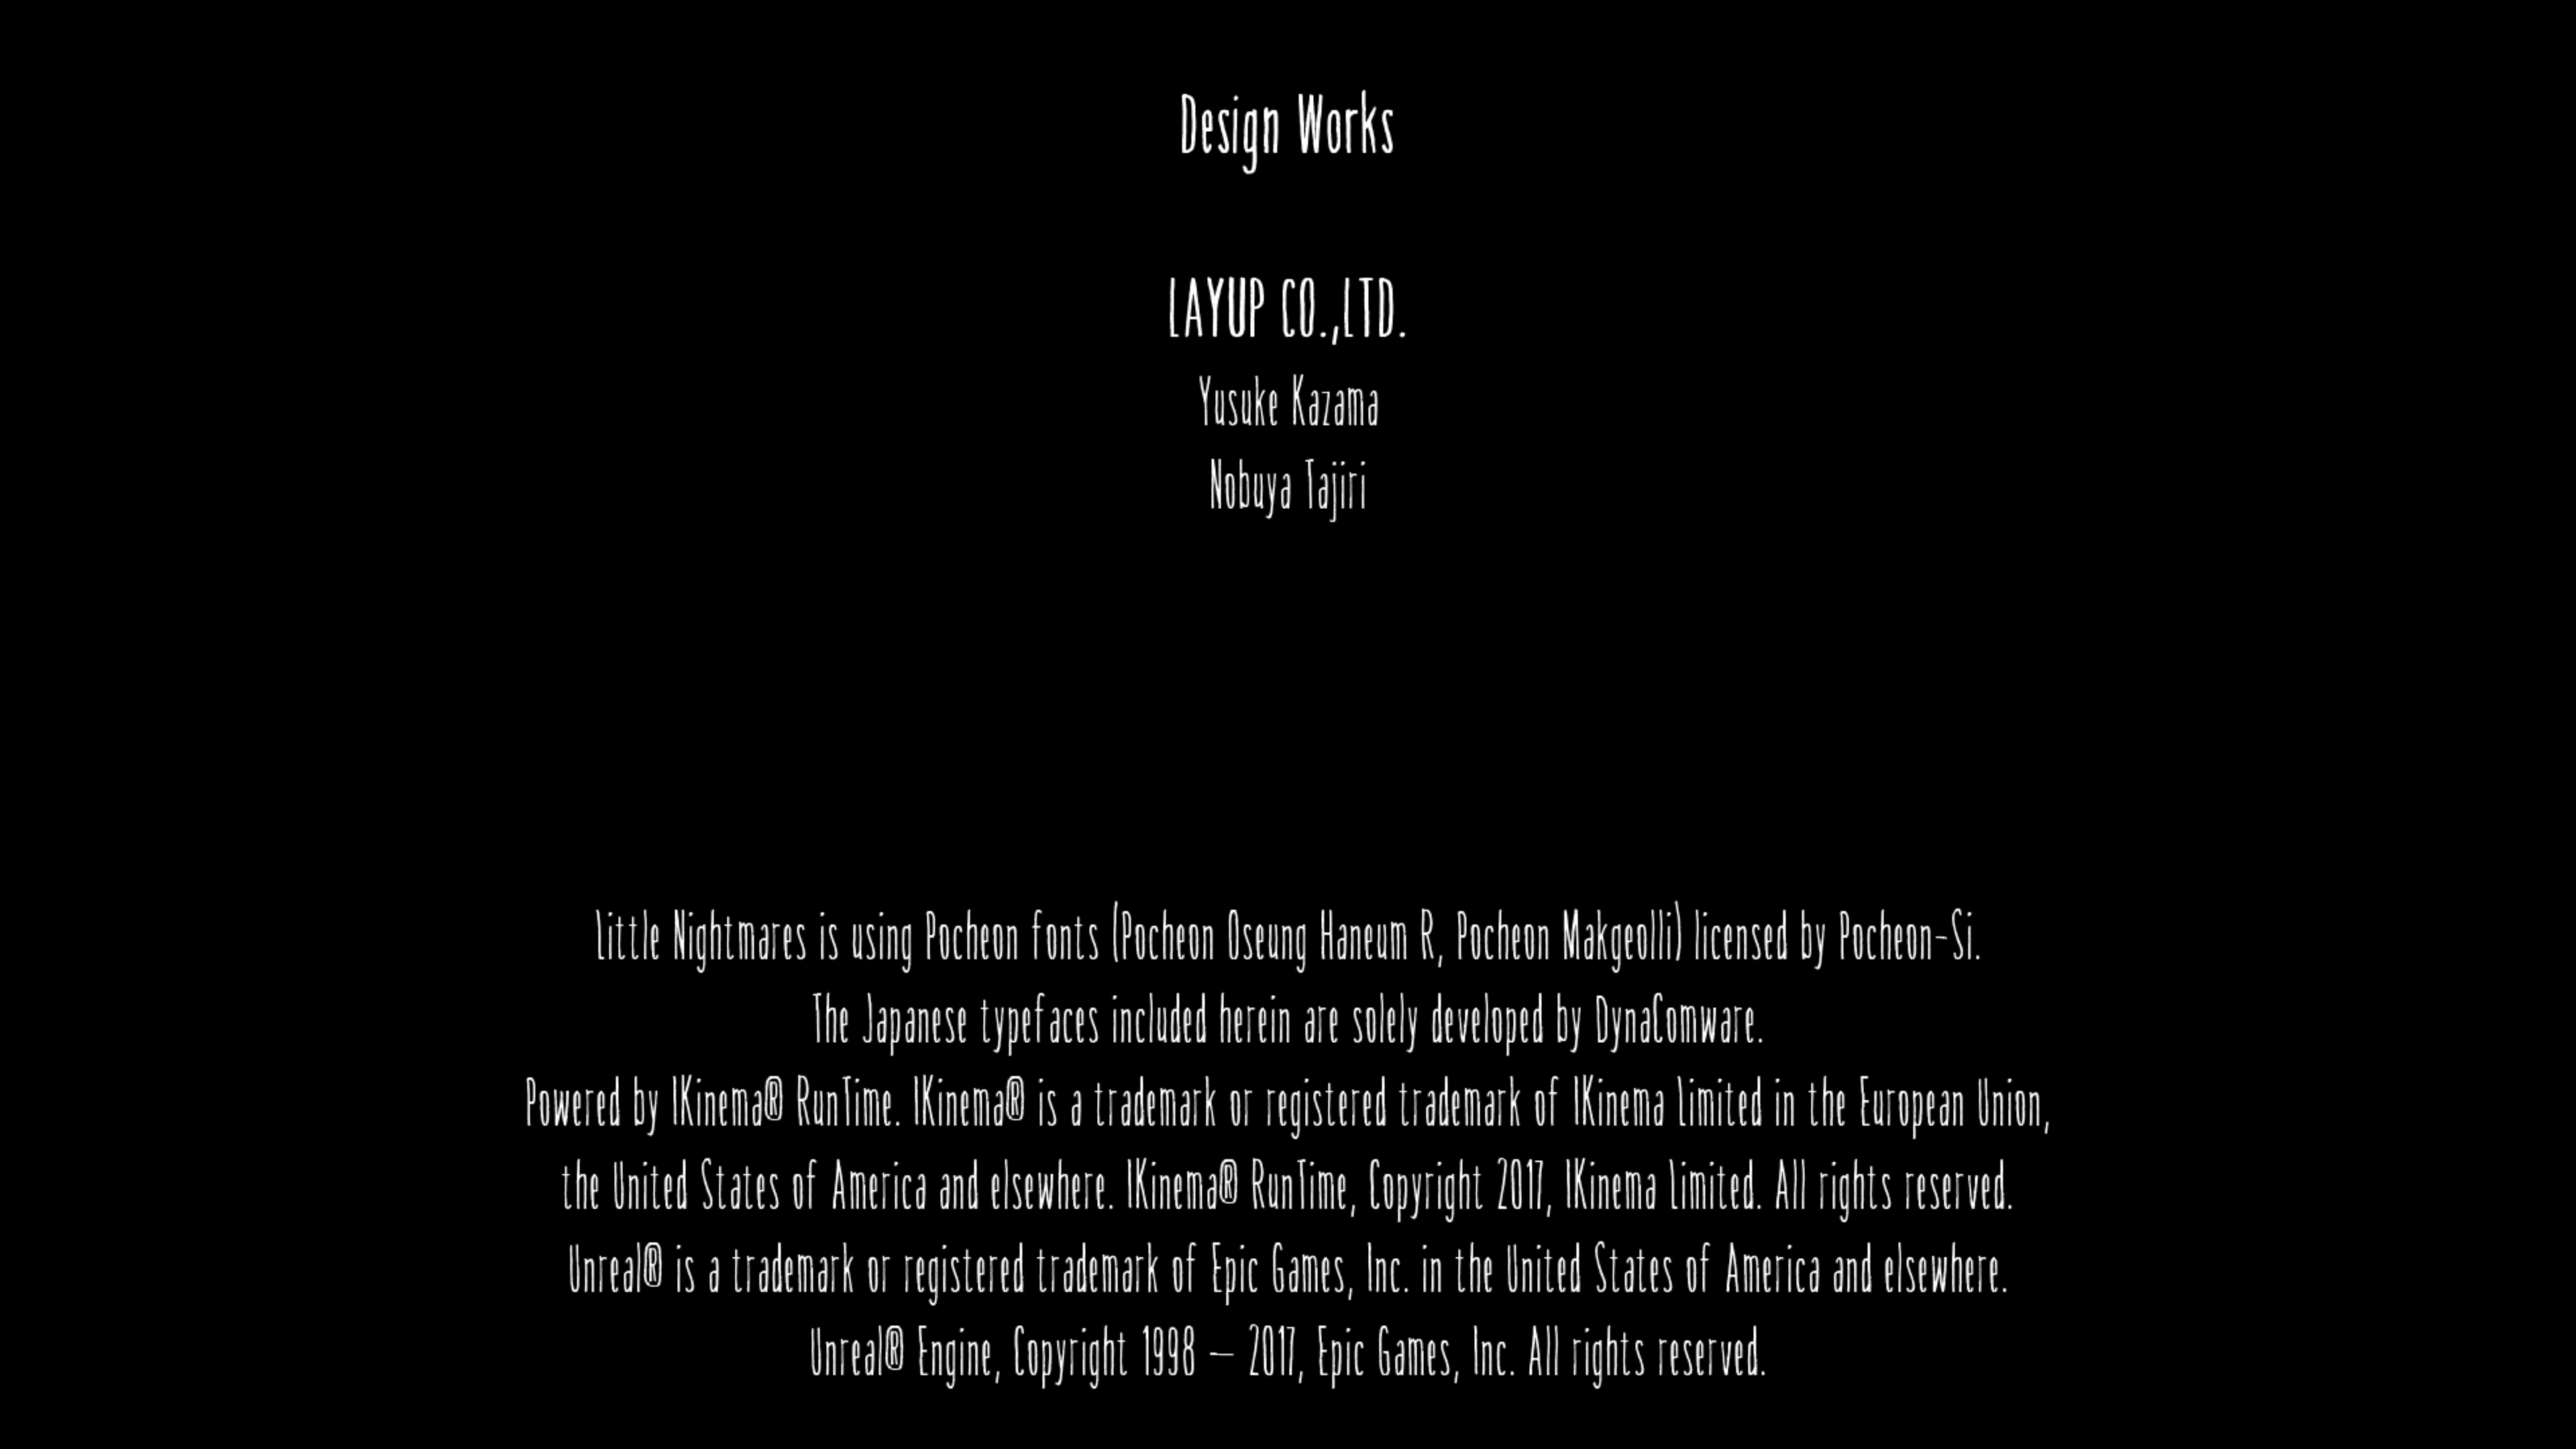 Design Works
LAYUP CO.,LTD.
Yusuke Kazama
Nobuya Tajiri
Little Nightmares is using Pocheon fonts (Pocheon Oseung Haneum R, Pocheon Makgeolli) licensed by Pocheon-Si.
The Japanese typefaces included herein are solely developed by DynaComware.
Powered by IKinema® RunTime. IKinema® is a trademark or registered trademark of IKinema Limited in the European Union,
the United States of America and elsewhere. IKinema® RunTime, Copyright 2017, IKinema Limited. All rights reserved.
Unreal® is a trademark or registered trademark of Epic Games, Inc. in the United States of America and elsewhere.
Unreal® Engine, Copyright 1998 – 2017, Epic Games, Inc. All rights reserved.